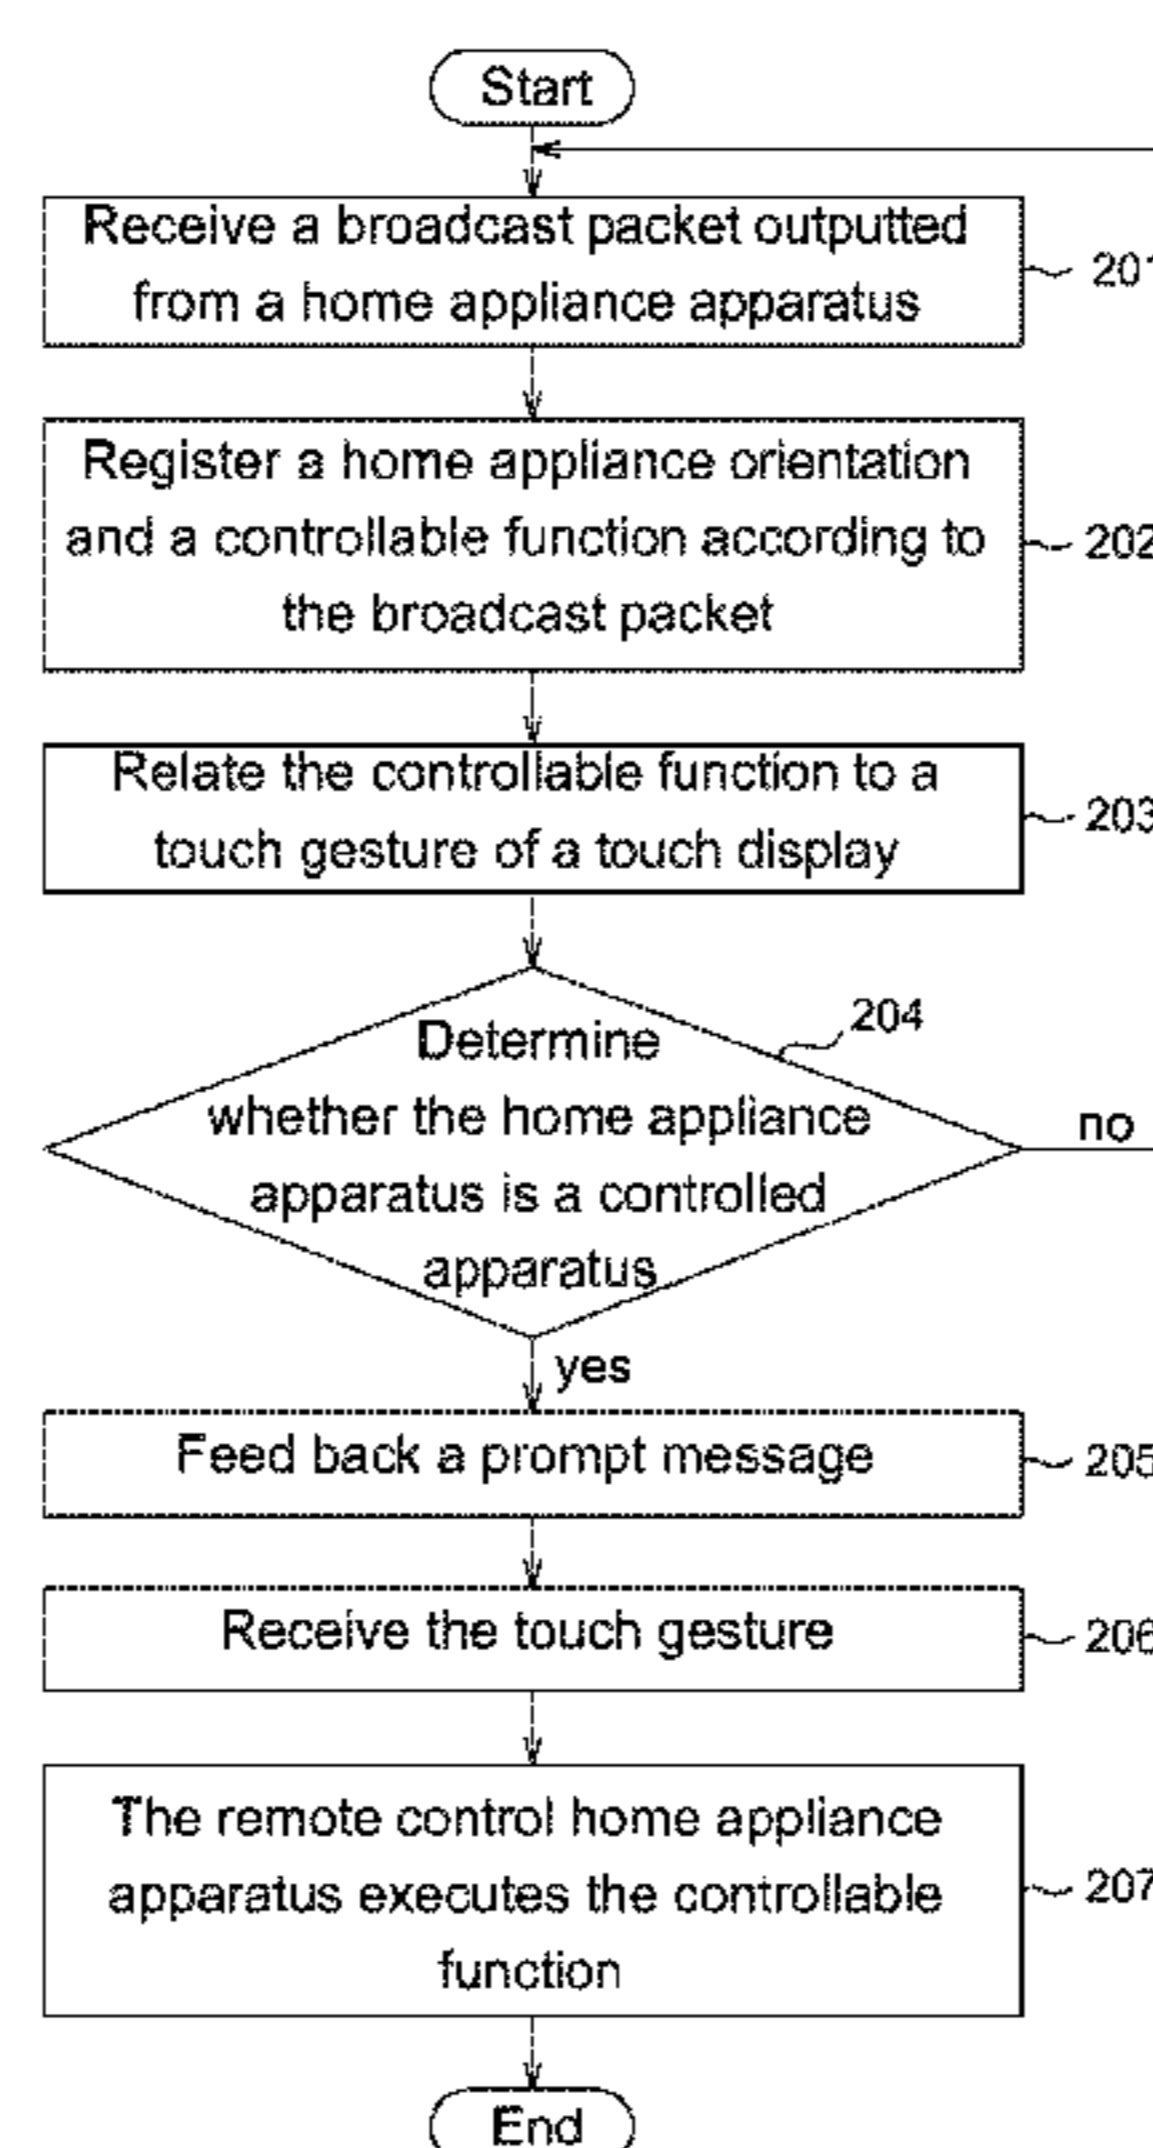 Start
Receive a broadcast packet outputted
from a home appliance apparatus
201
Register a home appliance orientation
and a controllable function according to
the broadcast packet
202
Relate the controllable function to a
touch gesture of a touch display
203
204
Determine
whether the home appliance
apparatus is a controlled
apparatus
no
yes
Feed back a prompt message
205
Receive the touch gesture
206
The remote control home appliance
apparatus executes the controllable
function
207
End